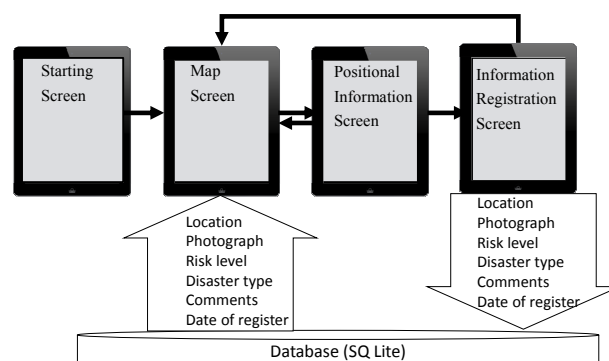 Starting
Screen
Map
Screen
Positional
Information
Screen
Information
Registration
Screen
Location
Photograph
Risk level
Disaster type
Comments
Date of register
Location
Photograph
Risk level
Disaster type
Comments
Date of register
Database (SQ Lite)